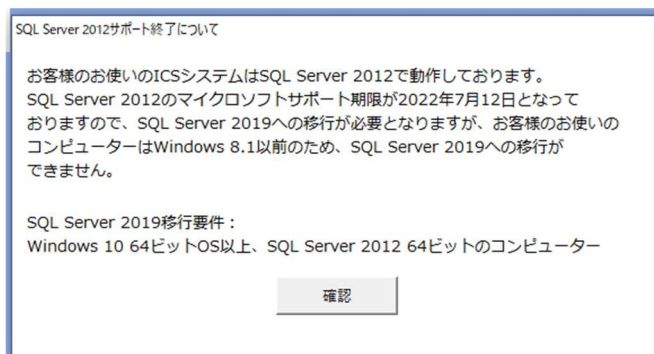 SQL Server 2012サポート終了について
お客様のお使いのICSシステムはSQL Server 2012で動作しております。
SQL Server 2012のマイクロソフトサポート期限が2022年7月12日となって
おりますので、SQL Server 2019への移行が必要となりますが、お客様のお使いの
コンピューターはWindows 8.1以前のため、SQL Server 2019への移行が
できません。
SQL Server 2019移行要件：
Windows 10 64ビットOS以上、SQL Server 2012 64ビットのコンピューター
確認